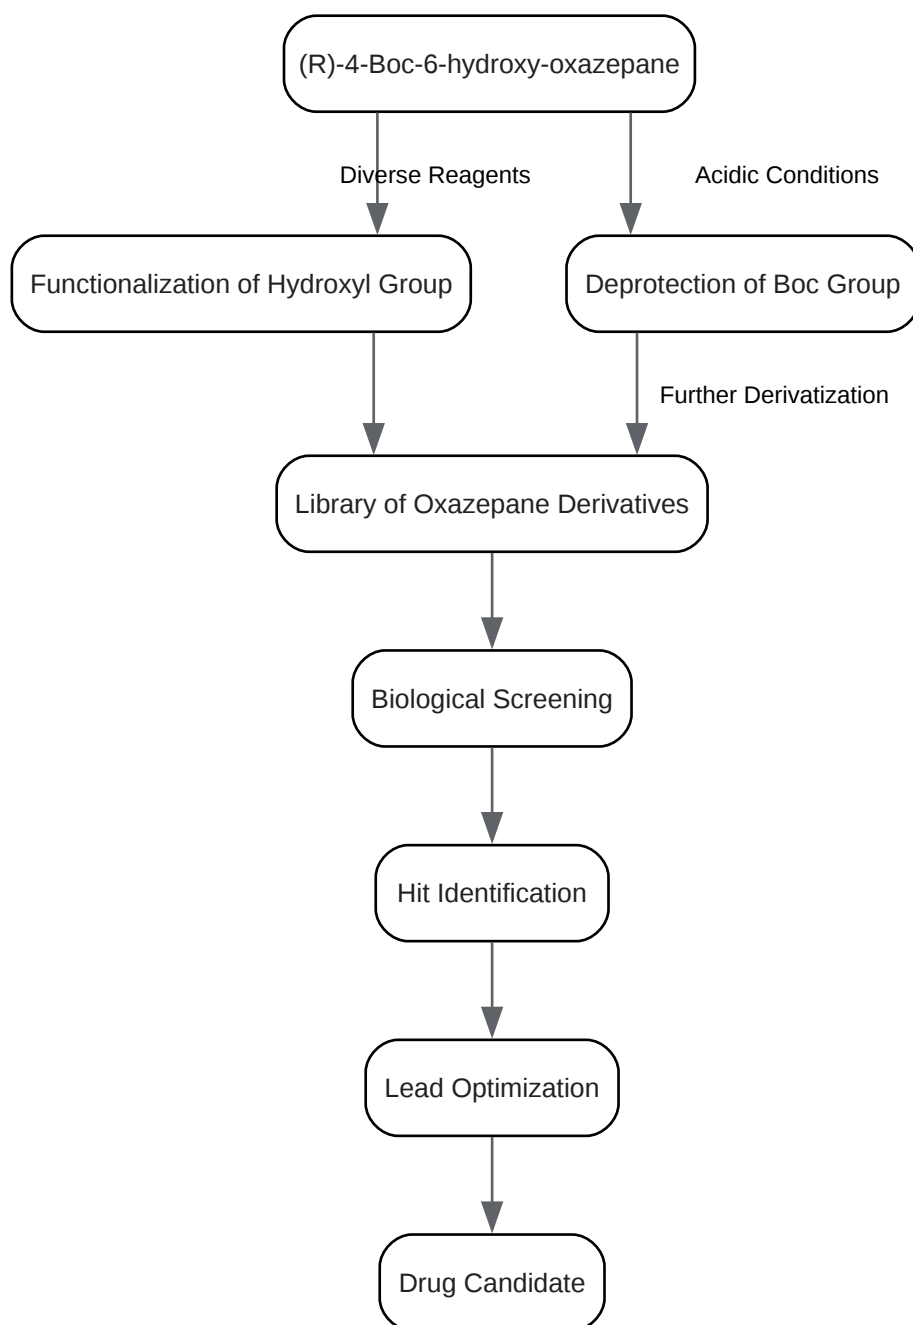 (R)-4-Boc-6-hydroxy-oxazepane
Diverse Reagents
Acidic Conditions
Functionalization of Hydroxyl Group
Deprotection of Boc Group
Further Derivatization
Library of Oxazepane Derivatives
Biological Screening
Hit Identification
Lead Optimization
Drug Candidate